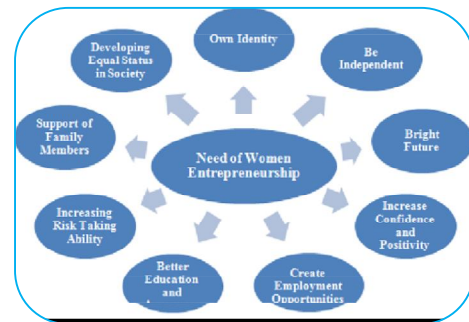 Own Identity
Be
Independent
Bright
Future
Increase
Confidence
and
Positivity
Create
Employment
Opportunities
Better
Education
and
Increasing
Risk Taking
Ability
Support of
Family
Members
Developing
Equal Status
in Society
Need of Women
Entrepreneurship